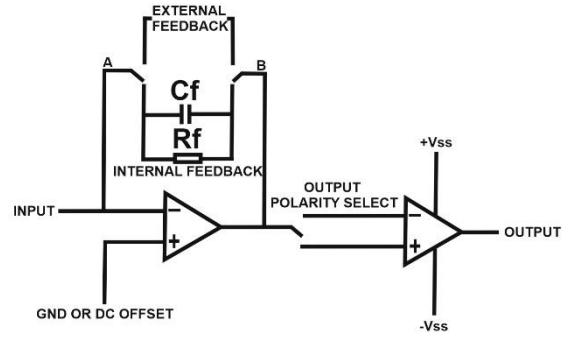 EXTERNAL
FEEDBACK
A
B
Cf
Rf
INTERNAL FEEDBACK
OUTPUT
POLARITY SELECT
+Vss
INPUT
−
+
−
+
OUTPUT
GND OR DC OFFSET
-Vss